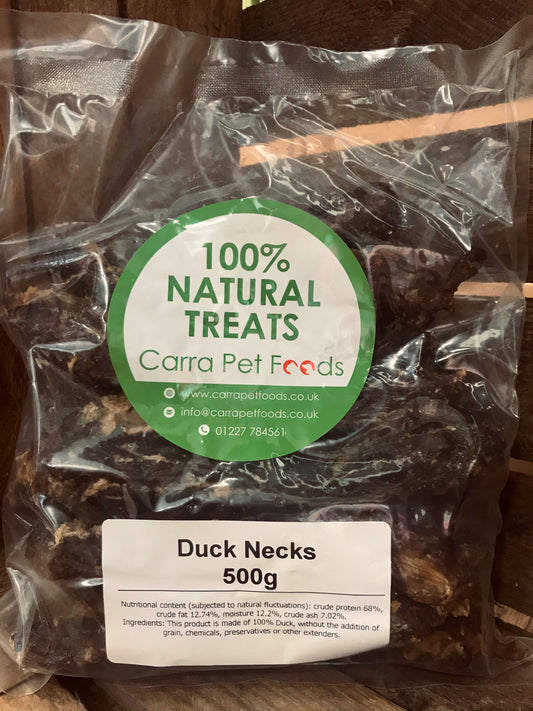 100%
NATURAL
TREATS
Carra Pet Foods
www.carrapetfoods.co.uk
info@carrapetfoods.co.uk
01227 784561
Duck Necks
500g
Nutritional content (subjected to natural fluctuations): crude protein 68%,
crude fat 12.74%, moisture 12.2%, crude ash 7.02%.
Ingredients: This product is made of 100% Duck, without the addition of
grain, chemicals, preservatives or other extenders.